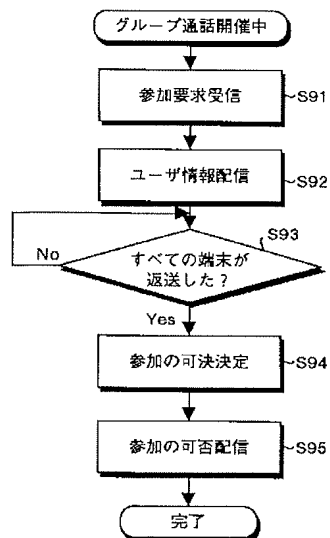 グループ通話開催中
参加要求受信
S91
ユーザ情報配信
S92
S93
No
すべての端末が
返送した？
Yes
参加の可決決定
S94
参加の可否配信
S95
完了